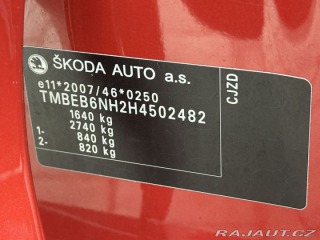 ŠKODA AUTO a.s.
e11*2007/46*0250
TMBEB6NH2H4502482
1640 kg
2740 kg
1- 840 kg
2- 820 kg
CJZD
RAJAUT.CZ